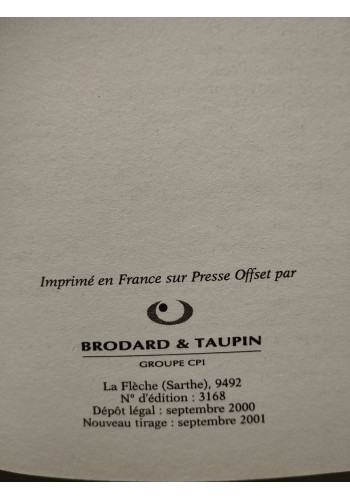 Imprimé en France sur Presse Offset par
BRODARD & TAUPIN
GROUPE CPI
La Flèche (Sarthe), 9492
N° d'édition : 3168
Dépôt légal : septembre 2000
Nouveau tirage : septembre 2001